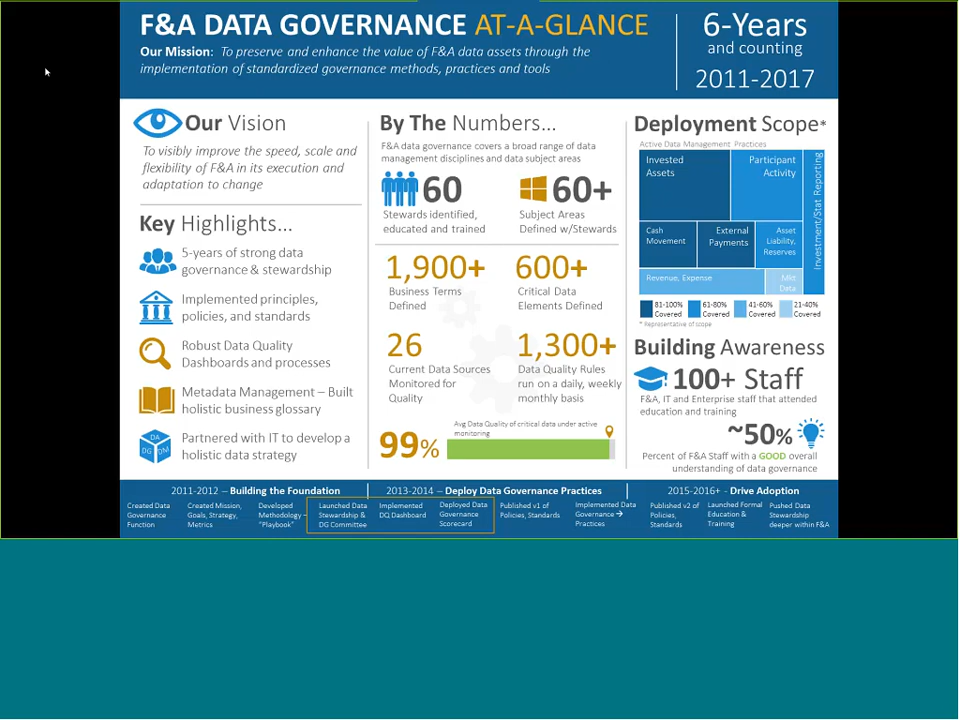 F&A DATA GOVERNANCE AT-A-GLANCE
Our Mission: To preserve and enhance the value of F&A data assets through the
implementation of standardized governance methods, practices and tools
6-Years
and counting
2011-2017
Our Vision
To visibly improve the speed, scale and
flexibility of F&A in its execution and
adaptation to change
Key Highlights...
5-years of strong data
governance & stewardship
Implemented principles,
policies, and standards
Robust Data Quality
Dashboards and processes
Metadata Management – Built
holistic business glossary
DA
DG
DM
Partnered with IT to develop a
holistic data strategy
By The Numbers...
F&A data governance covers a broad range of data
management disciplines and data subject areas
60
Stewards identified,
educated and trained
60+
Subject Areas
Defined w/Stewards
1,900+
Business Terms
Defined
600+
Critical Data
Elements Defined
26
Current Data Sources
Monitored for
Quality
1,300+
Data Quality Rules
run on a daily, weekly
monthly basis
99%
Avg Data Quality of critical data under active
monitoring
Deployment Scope*
Active Data Management Practices
Invested
Assets
Participant
Activity
Investment/Stat Reporting
Cash
Movement
External
Payments
Asset
Liability,
Reserves
Revenue, Expense
Mkt
Data
81-100%
Covered
61-80%
Covered
41-60%
Covered
21-40%
Covered
* Representative of scope
Building Awareness
100+ Staff
F&A, IT and Enterprise staff that attended
education and training
~50%
Percent of F&A Staff with a GOOD overall
understanding of data governance
2011-2012 – Building the Foundation
Created Data
Governance
Function
Created Mission,
Goals, Strategy,
Metrics
Developed
Methodology –
"Playbook"
Launched Data
Stewardship &
DG Committee
2013-2014 – Deploy Data Governance Practices
Implemented
DQ Dashboard
Deployed Data
Governance
Scorecard
Published v1 of
Policies, Standards
Implemented Data
Governance →
Practices
2015-2016+ - Drive Adoption
Published v2 of
Policies,
Standards
Launched Formal
Education &
Training
Pushed Data
Stewardship
deeper within F&A